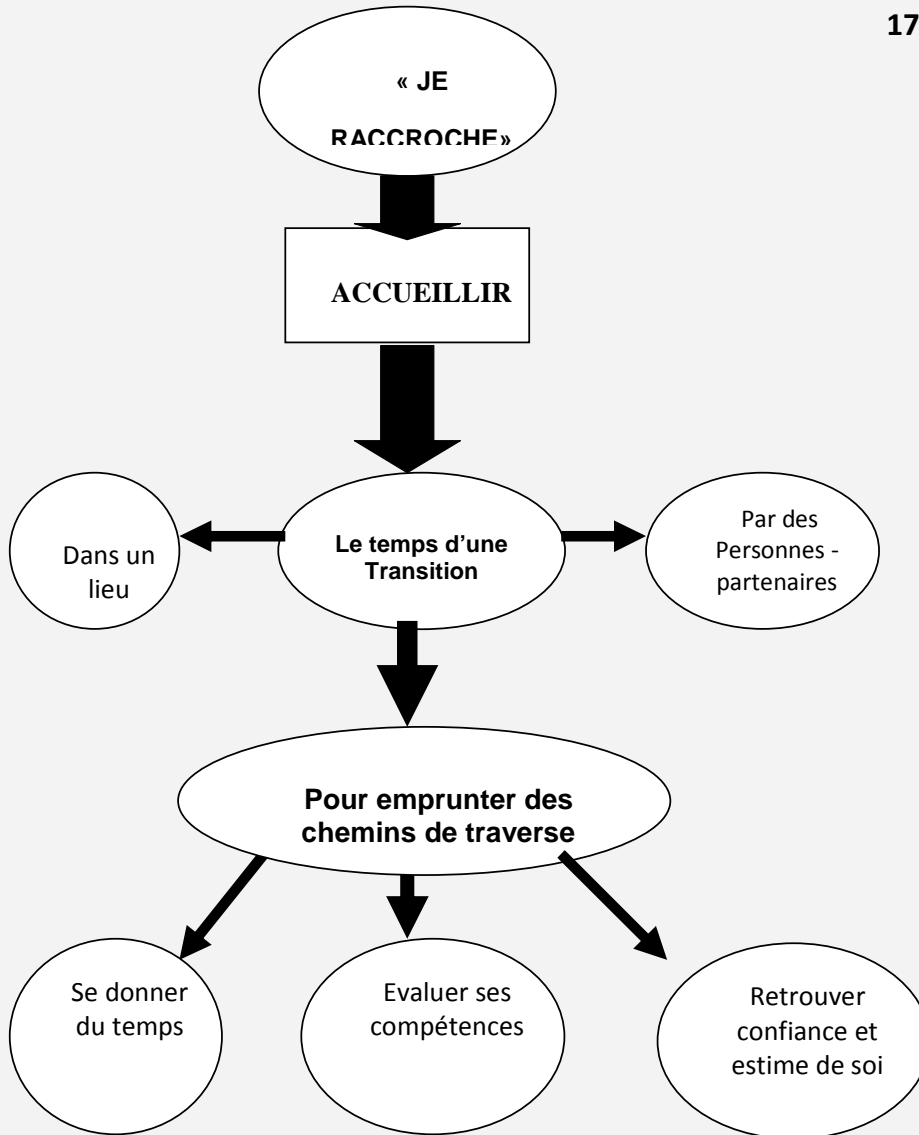 17
« JE
RACCROCHE»
ACCUEILLIR
Dans un
lieu
Le temps d’une
Transition
Par des
Personnes -
partenaires
Pour emprunter des
chemins de traverse
Se donner
du temps
Evaluer ses
compétences
Retrouver
confiance et
estime de soi